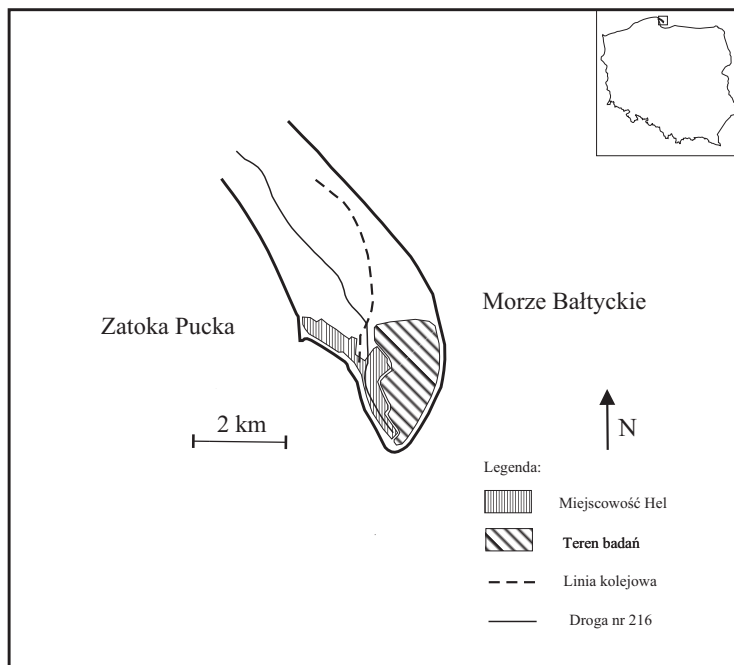 Zatoka Pucka
Morze Bałtyckie
2 km
N
Legenda:
Miejscowość Hel
Teren badań
Linia kolejowa
Droga nr 216